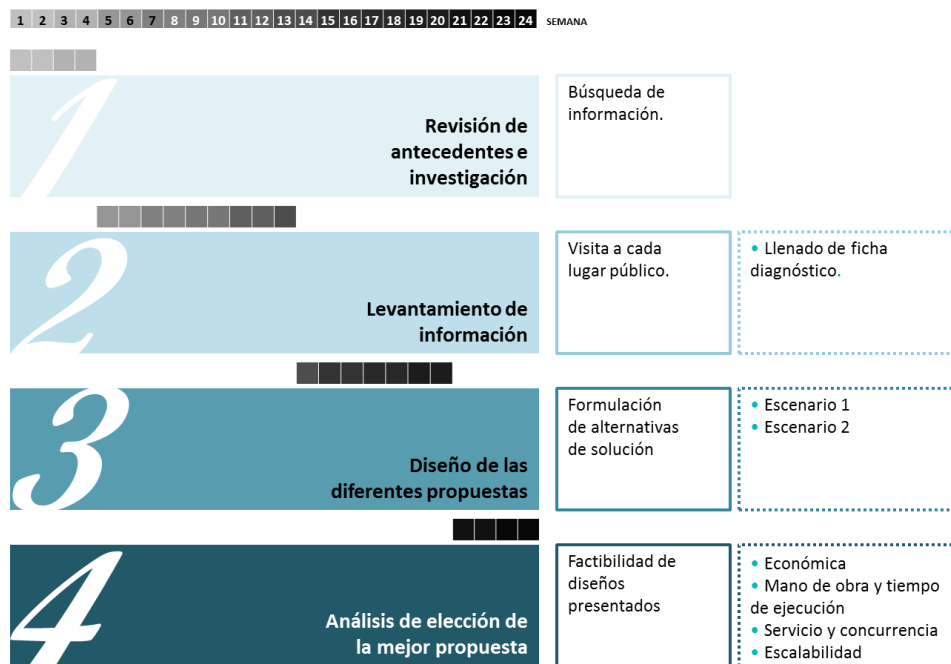 1 2 3 4 5 6 7 8 9 10 11 12 13 14 15 16 17 18 19 20 21 22 23 24 SEMANA
1
Revisión de
antecedentes e
investigación
Búsqueda de
información.
2
Levantamiento de
información
Visita a cada
lugar público.
• Llenado de ficha
diagnóstico.
3
Diseño de las
diferentes propuestas
Formulación
de alternativas
de solución
• Escenario 1
• Escenario 2
4
Análisis de elección de
la mejor propuesta
Factibilidad de
diseños
presentados
• Económica
• Mano de obra y tiempo
de ejecución
• Servicio y concurrencia
• Escalabilidad